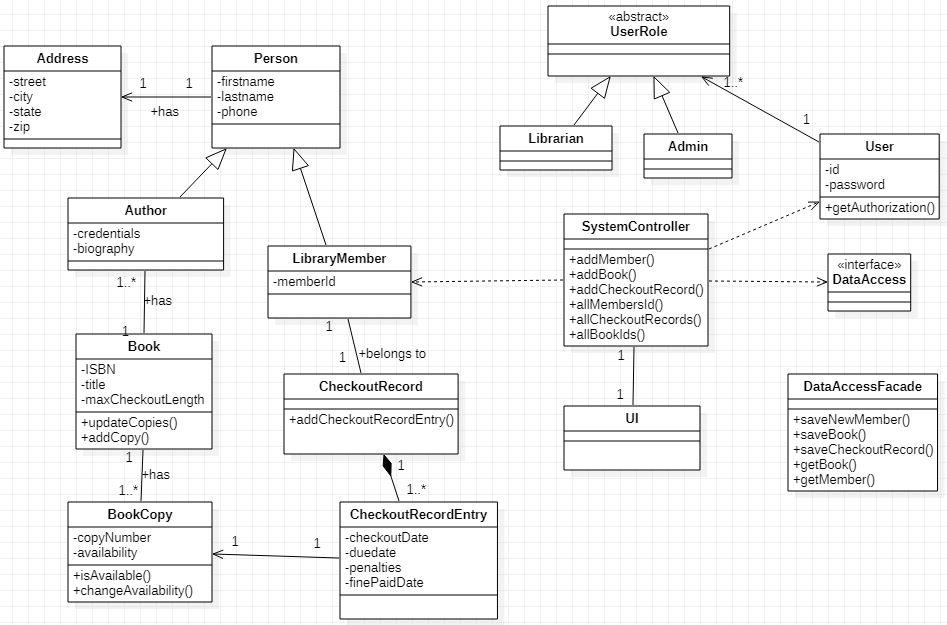 «abstract»
UserRole
Address
-street
-city
-state
-zip
1
1
+has
Person
-firstname
-lastname
-phone
1..*
1
Librarian
Admin
User
-id
-password
+getAuthorization()
Author
-credentials
-biography
1..*
+has
1
LibraryMember
-memberId
SystemController
+addMember()
+addBook()
+addCheckoutRecord()
+allMembersId()
+allCheckoutRecords()
+allBookIds()
«interface»
DataAccess
1
1
+belongs to
Book
-ISBN
-title
-maxCheckoutLength
+updateCopies()
+addCopy()
CheckoutRecord
+addCheckoutRecordEntry()
1
1
UI
DataAccessFacade
+saveNewMember()
+saveBook()
+saveCheckoutRecord()
+getBook()
+getMember()
1
+has
1..*
1
1..*
BookCopy
-copyNumber
-availability
+isAvailable()
+changeAvailability()
1
1
CheckoutRecordEntry
-checkoutDate
-duedate
-penalties
-finePaidDate